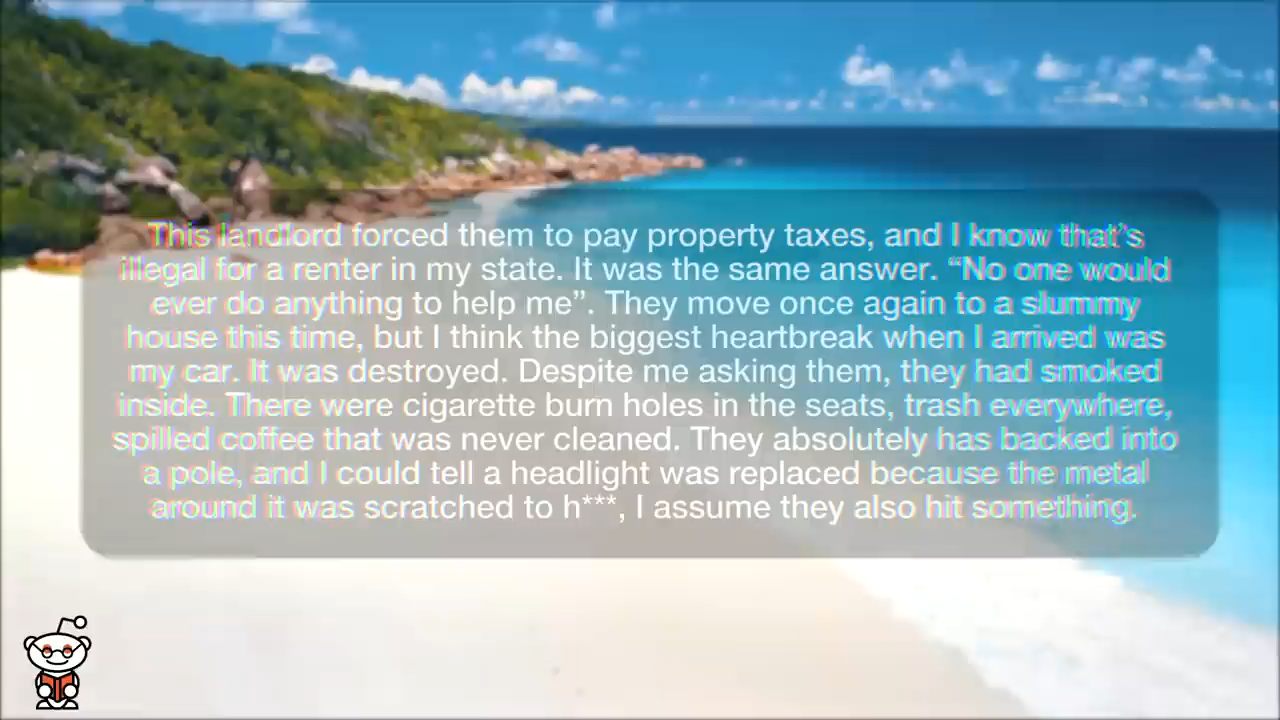 This landlord forced them to pay property taxes, and I know that’s
illegal for a renter in my state. It was the same answer. “No one would
ever do anything to help me”. They move once again to a slummy
house this time, but I think the biggest heartbreak when I arrived was
my car. It was destroyed. Despite me asking them, they had smoked
inside. There were cigarette burn holes in the seats, trash everywhere,
spilled coffee that was never cleaned. They absolutely has backed into
a pole, and I could tell a headlight was replaced because the metal
around it was scratched to h***, I assume they also hit something.